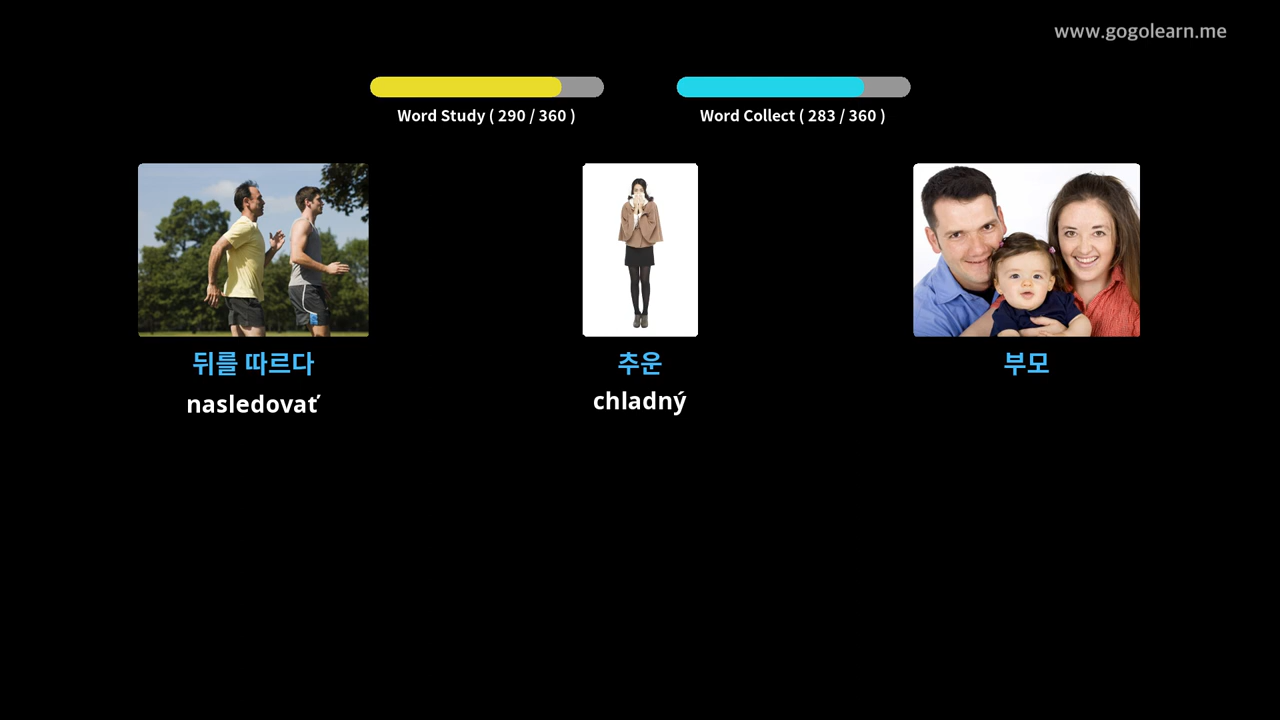 www.gogolearn.me
Word Study ( 290 / 360 )
Word Collect ( 283 / 360 )
뒤를 따르다
nasledovať
추운
chladný
부모